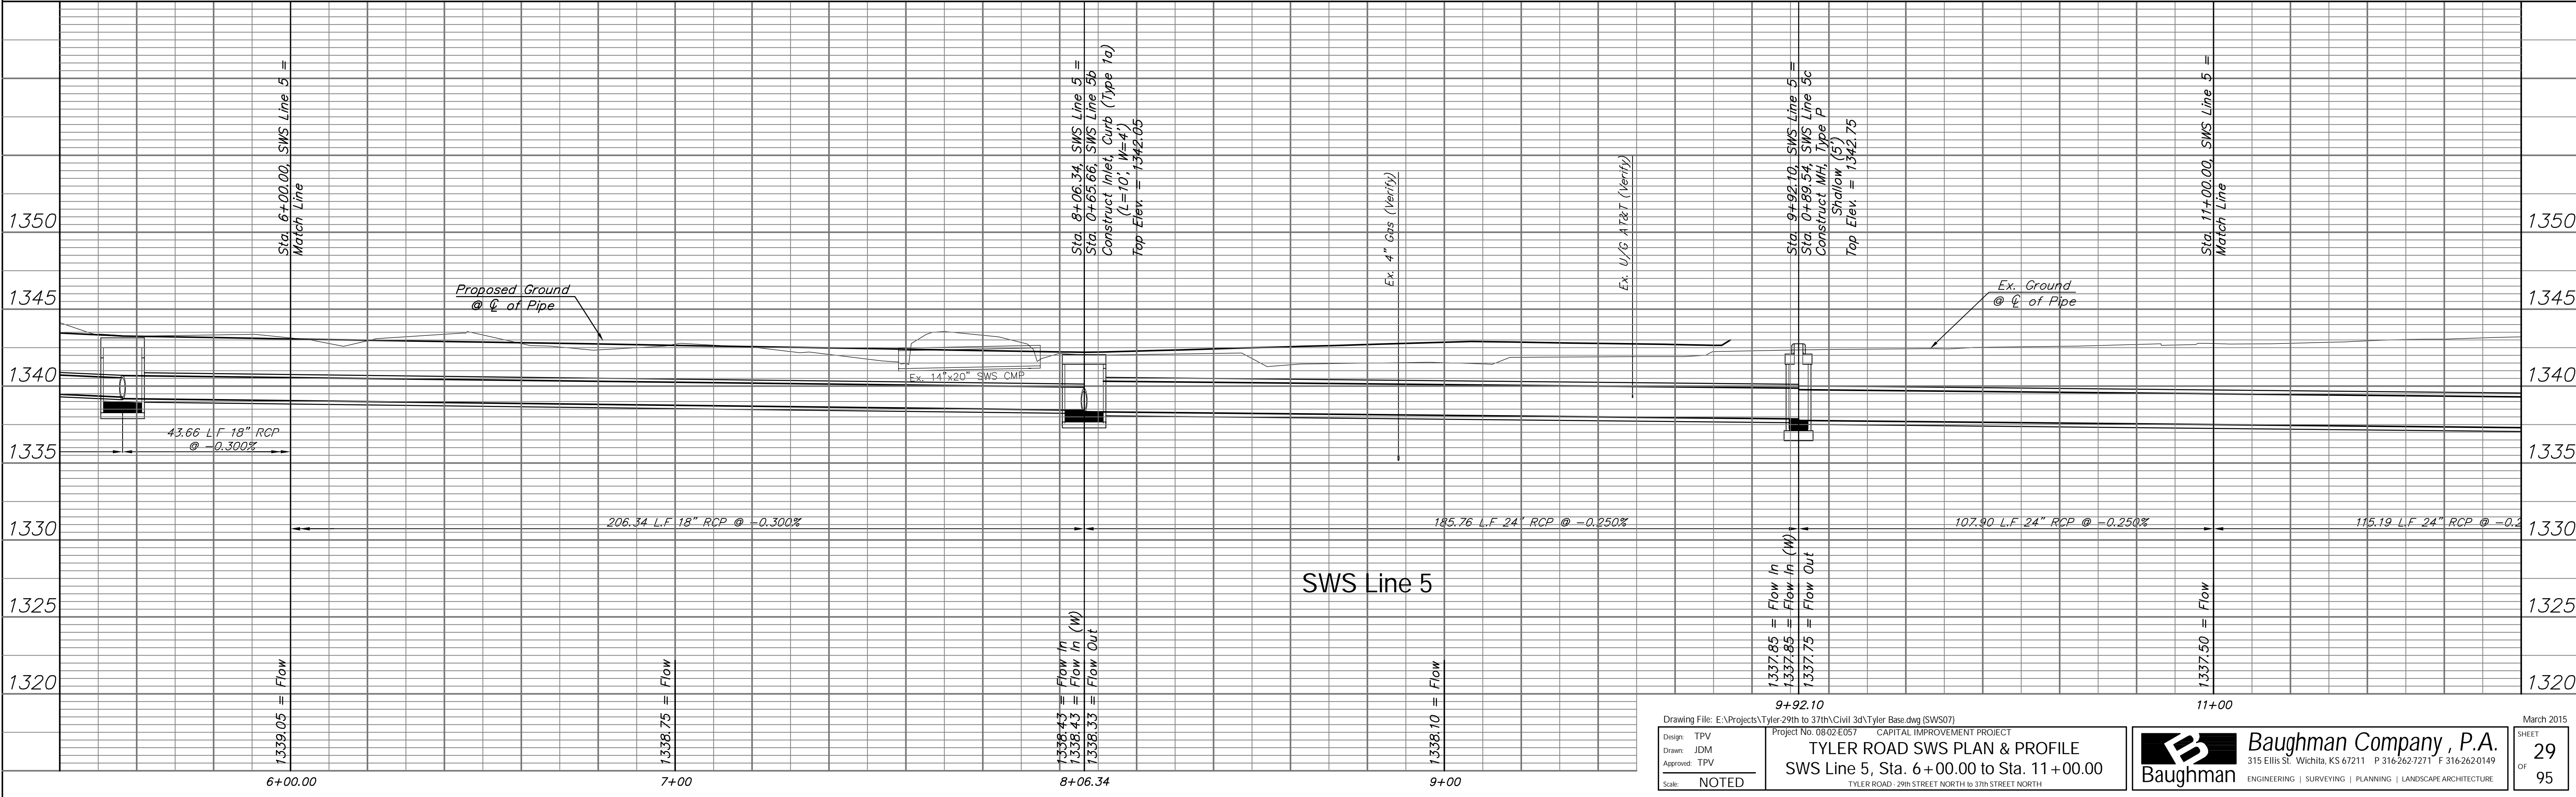 Sta. 6+00.00, SWS Line 5 =
Match Line
Sta. 8+06.34, SWS Line 5 =
Sta. 0+65.66, SWS Line 5b
Construct Inlet, Curb (Type 1a)
(L=10', W=4')
Top Elev. = 1342.05
Ex. 4" Gas (Verify)
Ex. U/G AT&T (Verify)
Sta. 9+92.10, SWS Line 5 =
Sta. 0+89.54, SWS Line 5c
Construct MH, Type P
Shallow (5')
Top Elev. = 1342.75
Sta. 11+00.00, SWS Line 5 =
Match Line
1350
1350
1345
1345
Proposed Ground
@ ℄ of Pipe
Ex. Ground
@ ℄ of Pipe
1340
1340
Ex. 14"x20" SWS CMP
43.66 L.F 18" RCP
@ -0.300%
1335
1335
1330
206.34 L.F 18" RCP @ -0.300%
185.76 L.F 24" RCP @ -0.250%
107.90 L.F 24" RCP @ -0.250%
115.19 L.F 24" RCP @ -0.2
1330
SWS Line 5
1325
1325
1320
1320
1339.05 = Flow
1338.75 = Flow
1338.43 = Flow In
1338.43 = Flow In (W)
1338.33 = Flow Out
1338.10 = Flow
1337.85 = Flow In
1337.85 = Flow In (W)
1337.75 = Flow Out
1337.50 = Flow
6+00.00
7+00
8+06.34
9+00
9+92.10
11+00
Drawing File: E:\Projects\Tyler-29th to 37th\Civil 3d\Tyler Base.dwg (SWS07)
March 2015
Design: TPV
Drawn: JDM
Approved: TPV
Scale: NOTED
Project No. 08-02-E057 CAPITAL IMPROVEMENT PROJECT
TYLER ROAD SWS PLAN & PROFILE
SWS Line 5, Sta. 6+00.00 to Sta. 11+00.00
TYLER ROAD - 29th STREET NORTH to 37th STREET NORTH
Baughman
Baughman Company, P.A.
315 Ellis St. Wichita, KS 67211 P 316-262-7271 F 316-262-0149
ENGINEERING | SURVEYING | PLANNING | LANDSCAPE ARCHITECTURE
SHEET
29
OF
95